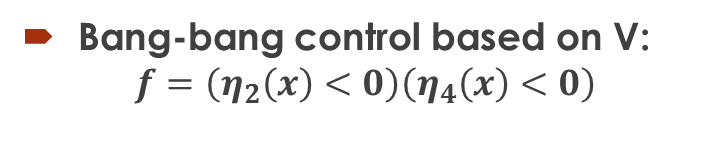 Bang-bang control based on V:
𝒇 = (𝜼₂(𝒙) < 𝟎)(𝜼₄(𝒙) < 𝟎)